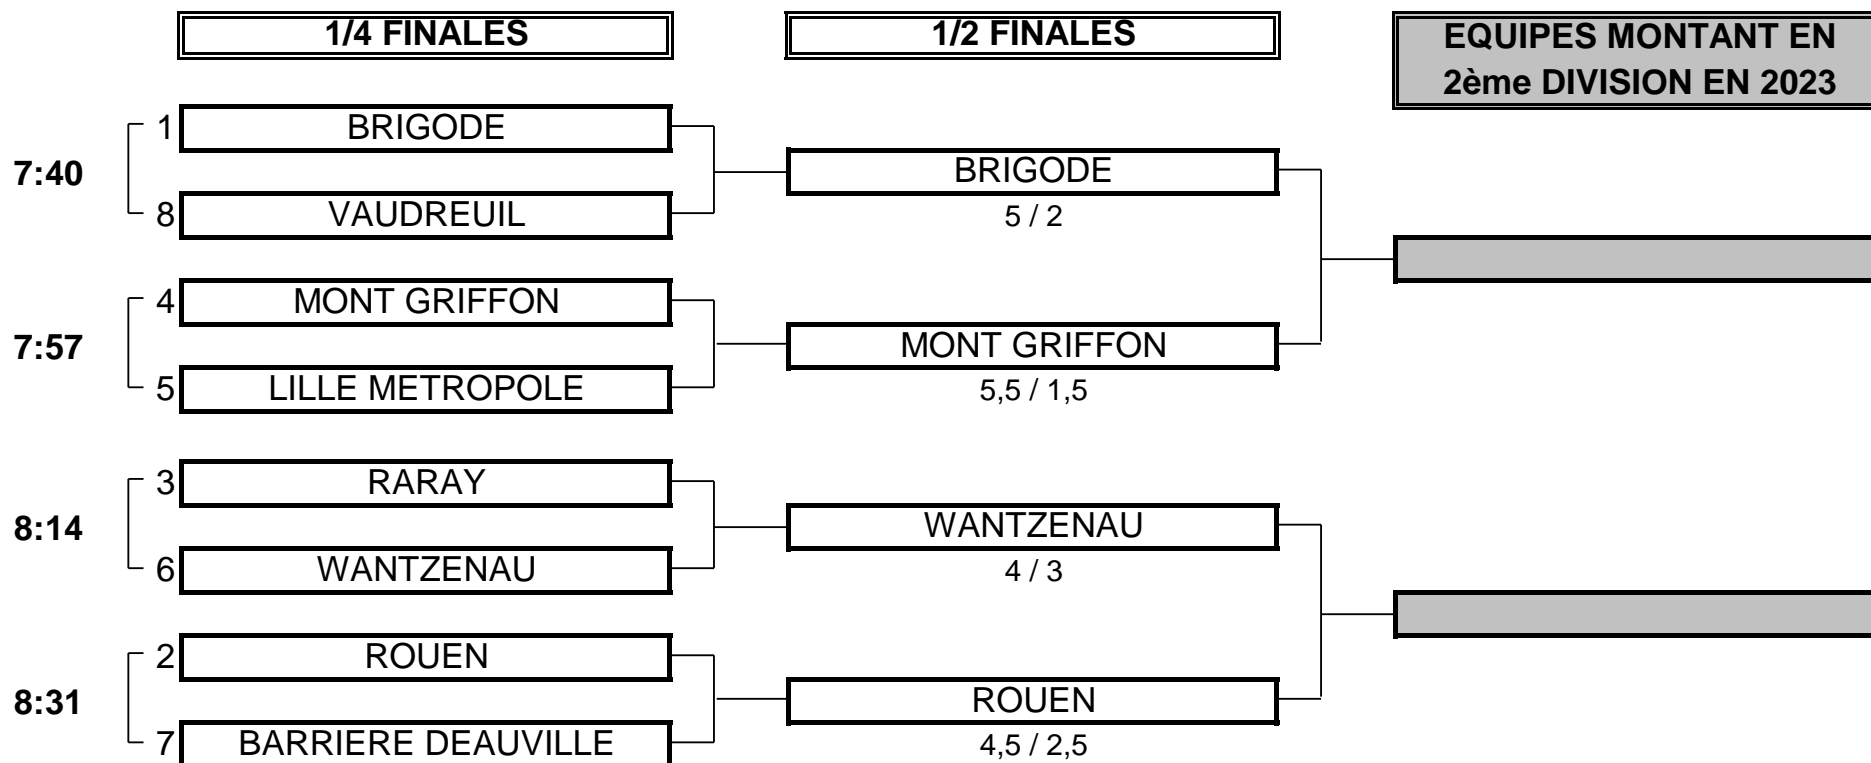 1/4 FINALES
1/2 FINALES
EQUIPES MONTANT EN
2ème DIVISION EN 2023
1 BRIGODE
7:40
BRIGODE
8 VAUDREUIL
5 / 2
4 MONT GRIFFON
7:57
MONT GRIFFON
5 LILLE METROPOLE
5,5 / 1,5
3 RARAY
8:14
WANTZENAU
6 WANTZENAU
4 / 3
2 ROUEN
8:31
ROUEN
7 BARRIERE DEAUVILLE
4,5 / 2,5